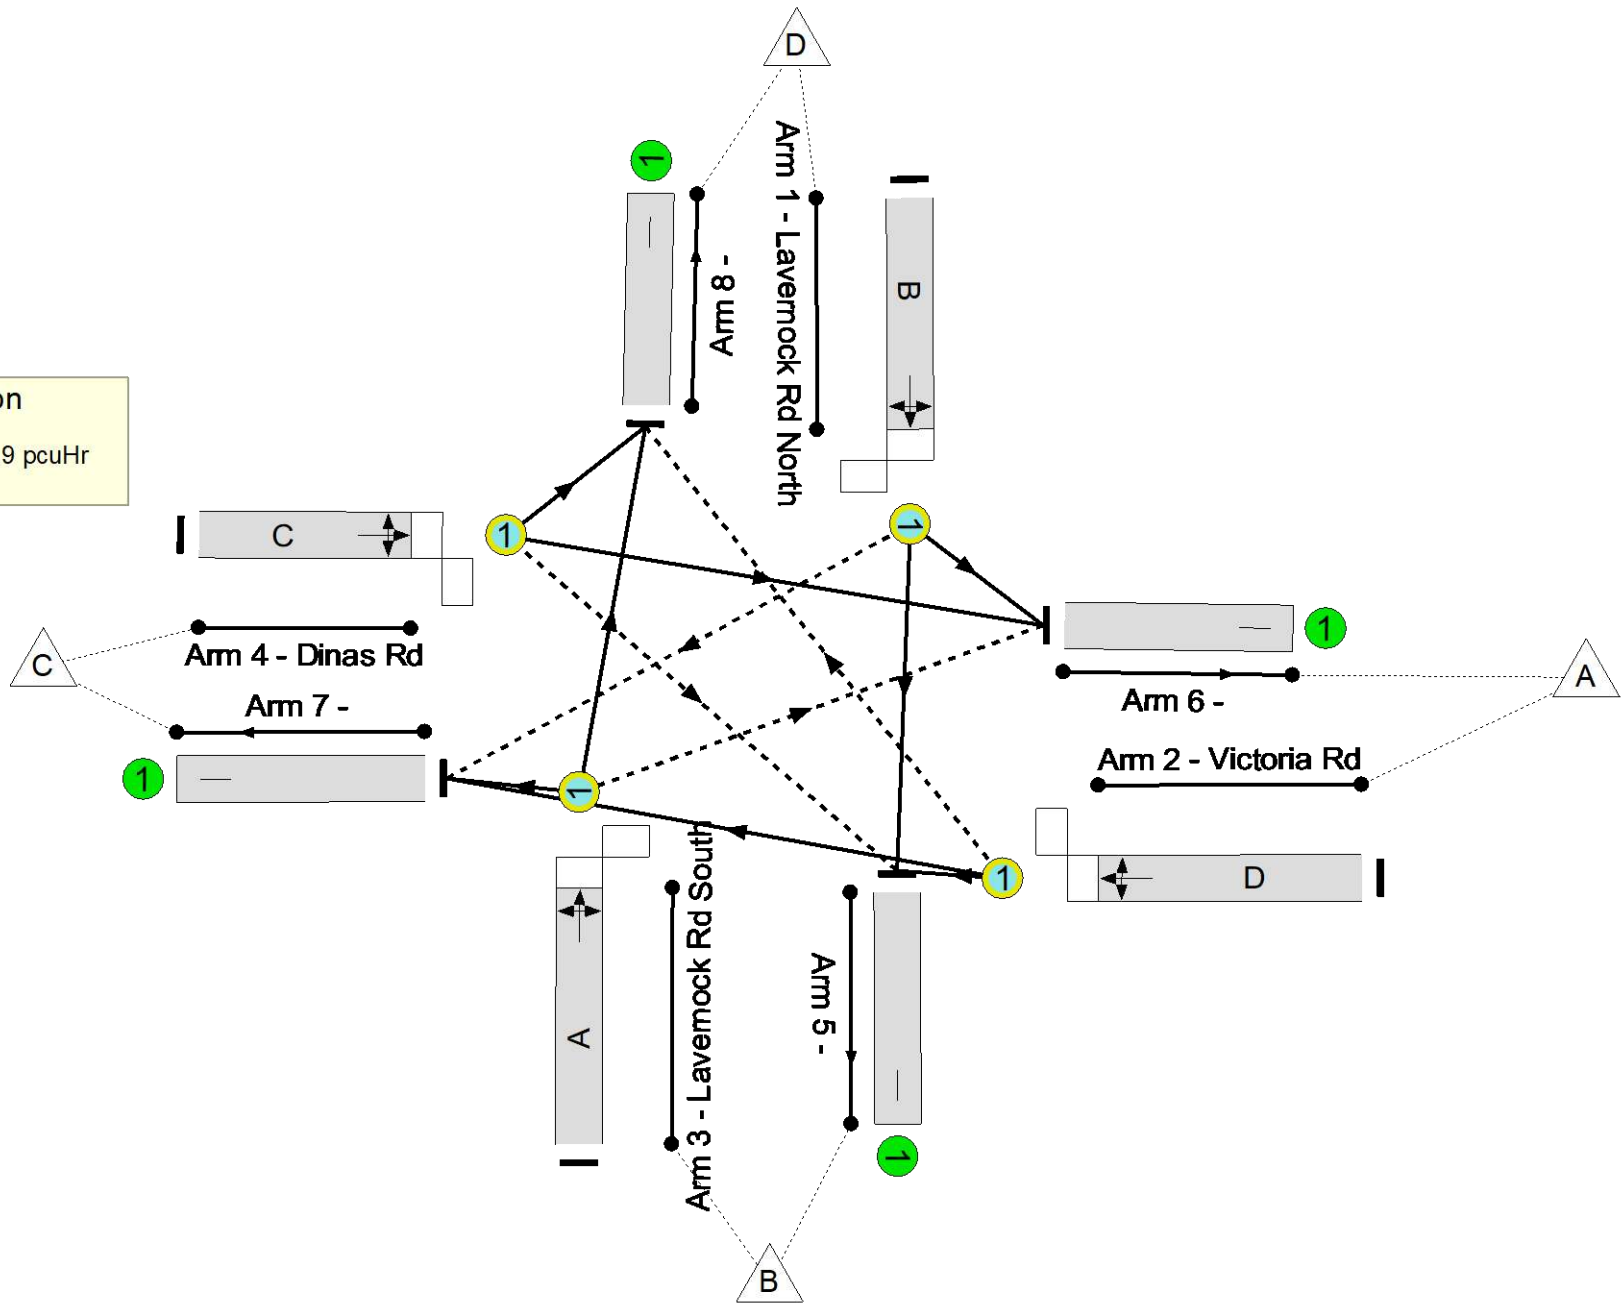 D
1
Arm 1 - Lavernock Rd North
Arm 8 -
B
on
9 pcuHr
C
1
1
1
C
Arm 4 - Dinas Rd
Arm 7 -
1
1
Arm 6 -
A
Arm 2 - Victoria Rd
1
D
Arm 3 - Lavernock Rd South
A
Arm 5 -
1
B